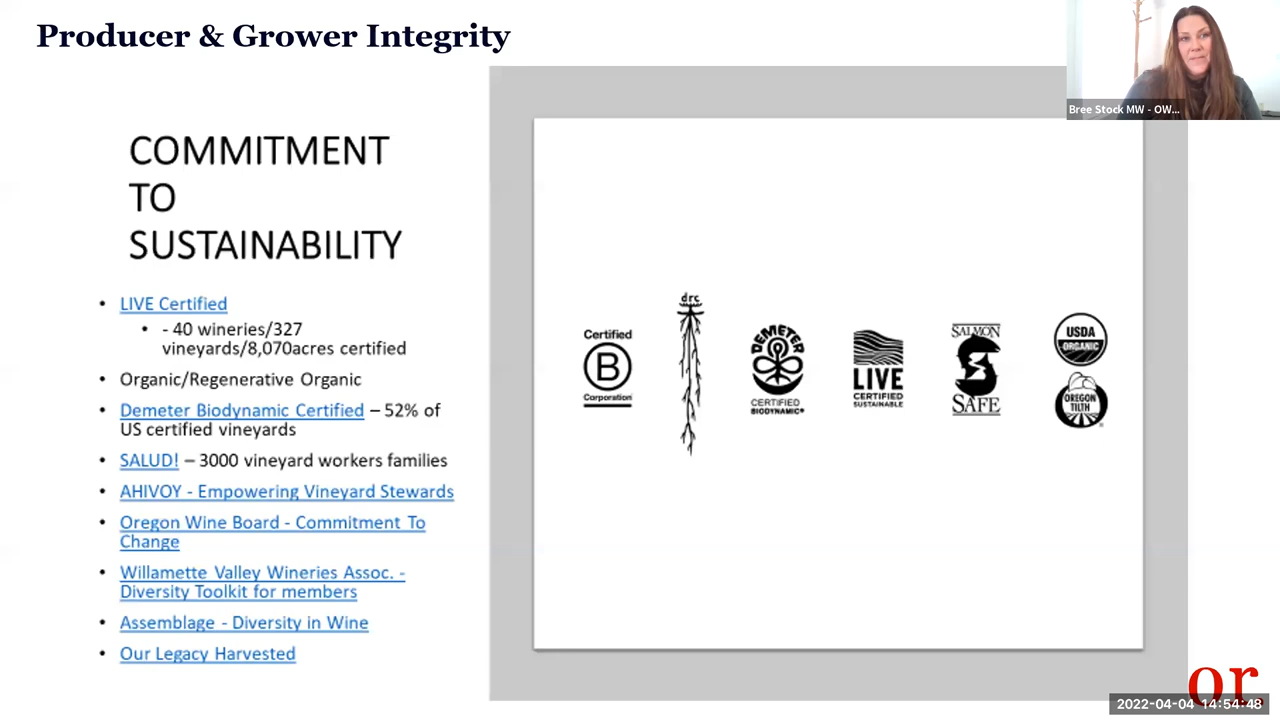 Producer & Grower Integrity
Bree Stock MW - OW...
COMMITMENT
TO
SUSTAINABILITY
• LIVE Certified
• - 40 wineries/327
vineyards/8,070acres certified
• Organic/Regenerative Organic
• Demeter Biodynamic Certified – 52% of
US certified vineyards
• SALUD! – 3000 vineyard workers families
• AHIVOY - Empowering Vineyard Stewards
• Oregon Wine Board - Commitment To
Change
• Willamette Valley Wineries Assoc. -
Diversity Toolkit for members
• Assemblage - Diversity in Wine
• Our Legacy Harvested
Certified
B
Corporation
drc
DEMETER
CERTIFIED
BIODYNAMIC®
LIVE
CERTIFIED
SUSTAINABLE
SALMON
SAFE
USDA
ORGANIC
OREGON
TILTH
or.
2022-04-04 14:54:48